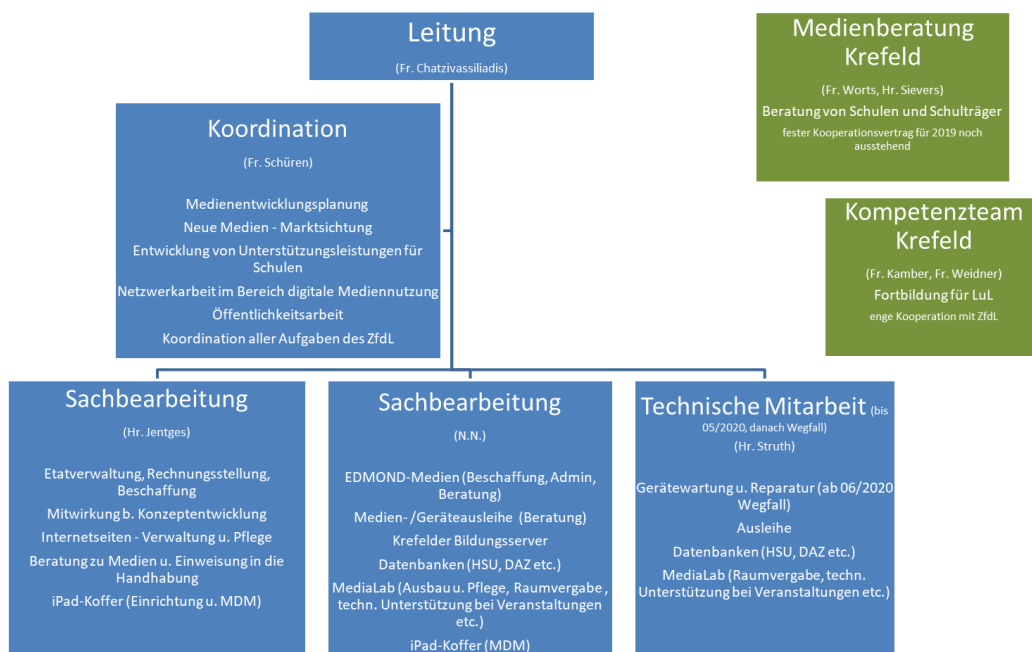 Leitung
(Fr. Chatzivassiliadis)
Medienberatung
Krefeld
(Fr. Worts, Hr. Sievers)
Beratung von Schulen und Schulträger
fester Kooperationsvertrag für 2019 noch
ausstehend
Koordination
(Fr. Schüren)
Medienentwicklungsplanung
Neue Medien - Marktsichtung
Entwicklung von Unterstützungsleistungen für
Schulen
Netzwerkarbeit im Bereich digitale Mediennutzung
Öffentlichkeitsarbeit
Koordination aller Aufgaben des ZfdL
Kompetenzteam
Krefeld
(Fr. Kamber, Fr. Weidner)
Fortbildung für LuL
enge Kooperation mit ZfdL
Sachbearbeitung
(Hr. Jentges)
Etatverwaltung, Rechnungsstellung,
Beschaffung
Mitwirkung b. Konzeptentwicklung
Internetseiten - Verwaltung u. Pflege
Beratung zu Medien u. Einweisung in die
Handhabung
iPad-Koffer (Einrichtung u. MDM)
Sachbearbeitung
(N.N.)
EDMOND-Medien (Beschaffung, Admin,
Beratung)
Medien- /Geräteausleihe (Beratung)
Krefelder Bildungsserver
Datenbanken (HSU, DAZ etc.)
MediaLab (Ausbau u. Pflege, Raumvergabe ,
techn. Unterstützung bei Veranstaltungen
etc.)
iPad-Koffer (MDM)
Technische Mitarbeit (bis
05/2020, danach Wegfall)
(Hr. Struth)
Gerätewartung u. Reparatur (ab 06/2020
Wegfall)
Ausleihe
Datenbanken (HSU, DAZ etc.)
MediaLab (Raumvergabe, techn.
Unterstützung bei Veranstaltungen etc.)